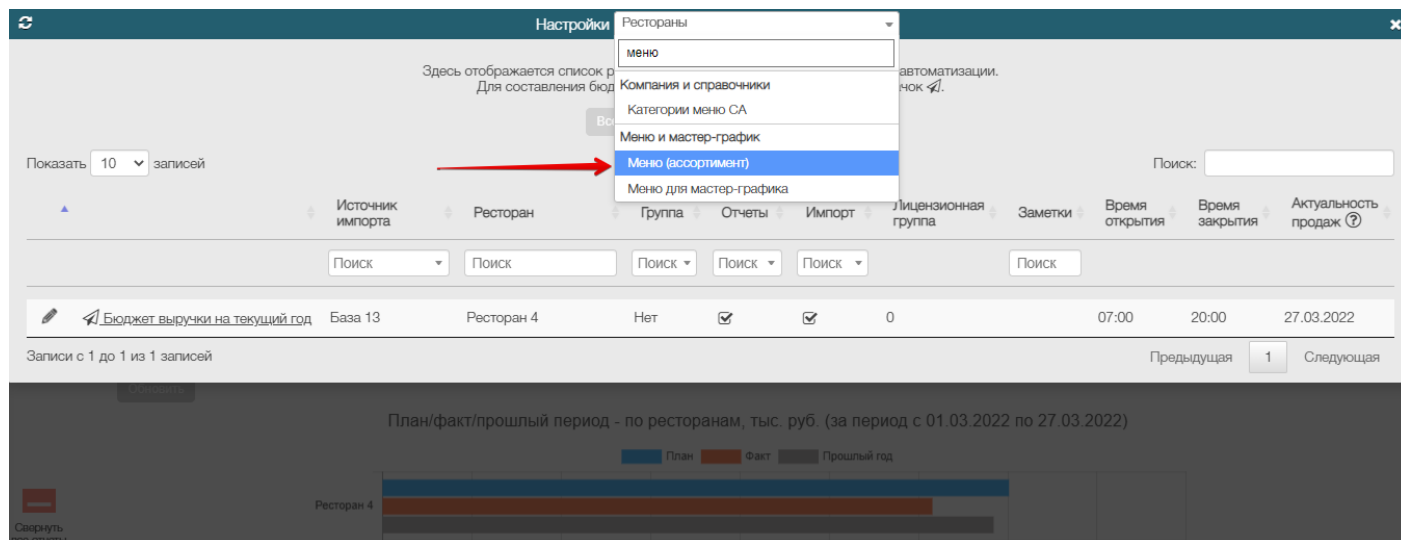 Настройки Рестораны
меню
Здесь отображается список р автоматизации.
Для составления бюд чок
Компания и справочники
Категории меню СА
Вс
Меню и мастер-график
Меню (ассортимент)
Меню для мастер-графика
Показать 10 записей Поиск:
Источник импорта Ресторан Группа Отчеты Импорт Лицензионная группа Заметки Время открытия Время закрытия Актуальность продаж ?
Поиск Поиск Поиск Поиск Поиск Поиск
Бюджет выручки на текущий год База 13 Ресторан 4 Нет 0 07:00 20:00 27.03.2022
Записи с 1 до 1 из 1 записей Предыдущая 1 Следующая
Обновить
План/факт/прошлый период - по ресторанам, тыс. руб. (за период с 01.03.2022 по 27.03.2022)
План Факт Прошлый год
Ресторан 4
Свернуть